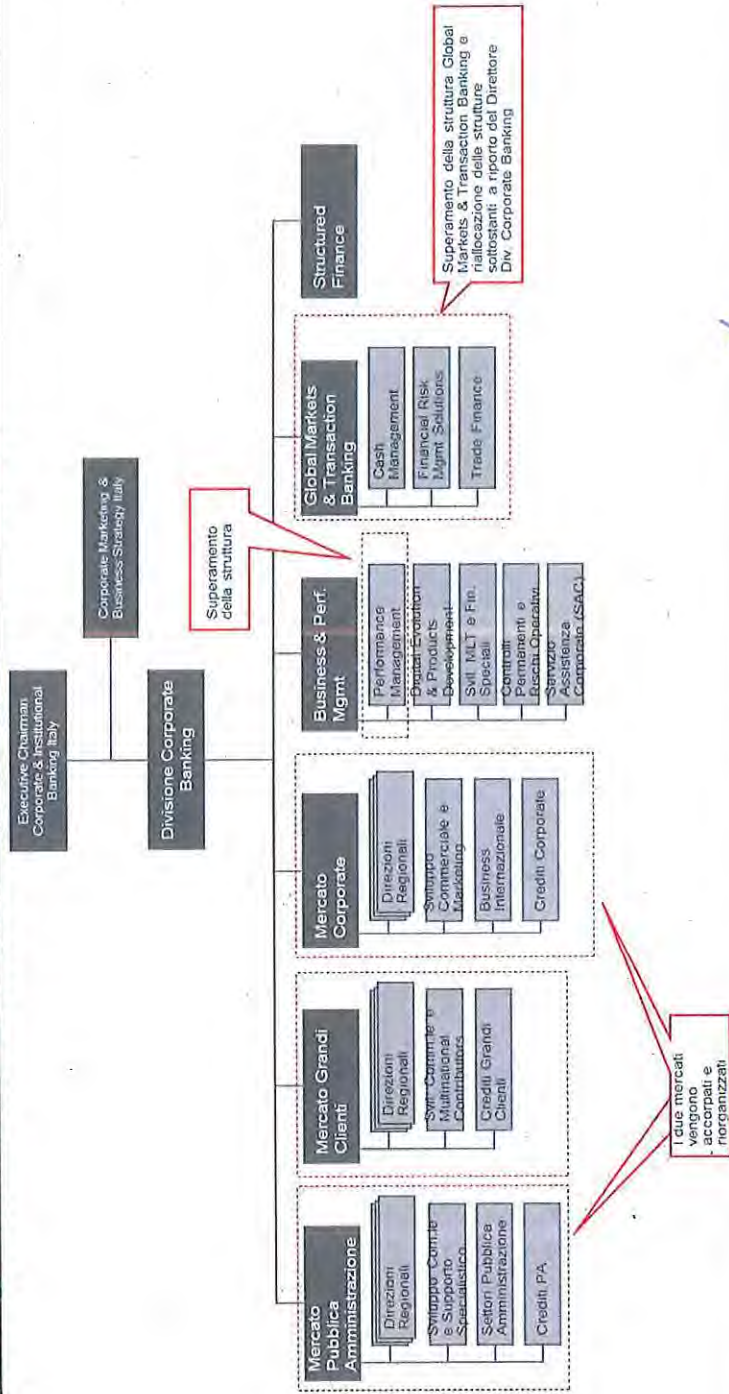 Executive Chairman
Corporate & Institutional
Banking Italy
Corporate Marketing &
Business Strategy Italy
Divisione Corporate
Banking
Mercato
Pubblica
Amministrazione
Direzioni
Regionali
Sviluppo Com.le
e Supporto
Specialistico
Settori Pubblica
Amministrazione
Crediti PA
Mercato Grandi
Clienti
Direzioni
Regionali
Svil. Comm.le e
Multinational
Contributors
Crediti Grandi
Clienti
Mercato
Corporate
Direzioni
Regionali
Sviluppo
Commerciale e
Marketing
Business
Internazionale
Crediti Corporate
Business & Perf.
Mgmt
Performance
Management
Digital Evolution
& Products
Development
Svil. MLT e Fin.
Speciali
Controlli
Permanenti e
Rischi Operativi
Servizio
Assistenza
Corporate (SAC)
Global Markets
& Transaction
Banking
Cash
Management
Financial Risk
Mgmt Solutions
Trade Finance
Structured
Finance
Superamento
della struttura
Superamento della struttura Global
Markets & Transaction Banking e
riallocazione delle strutture
sottostanti a riporto del Direttore
Div. Corporate Banking
I due mercati
vengono
- accorpati e
- riorganizzati